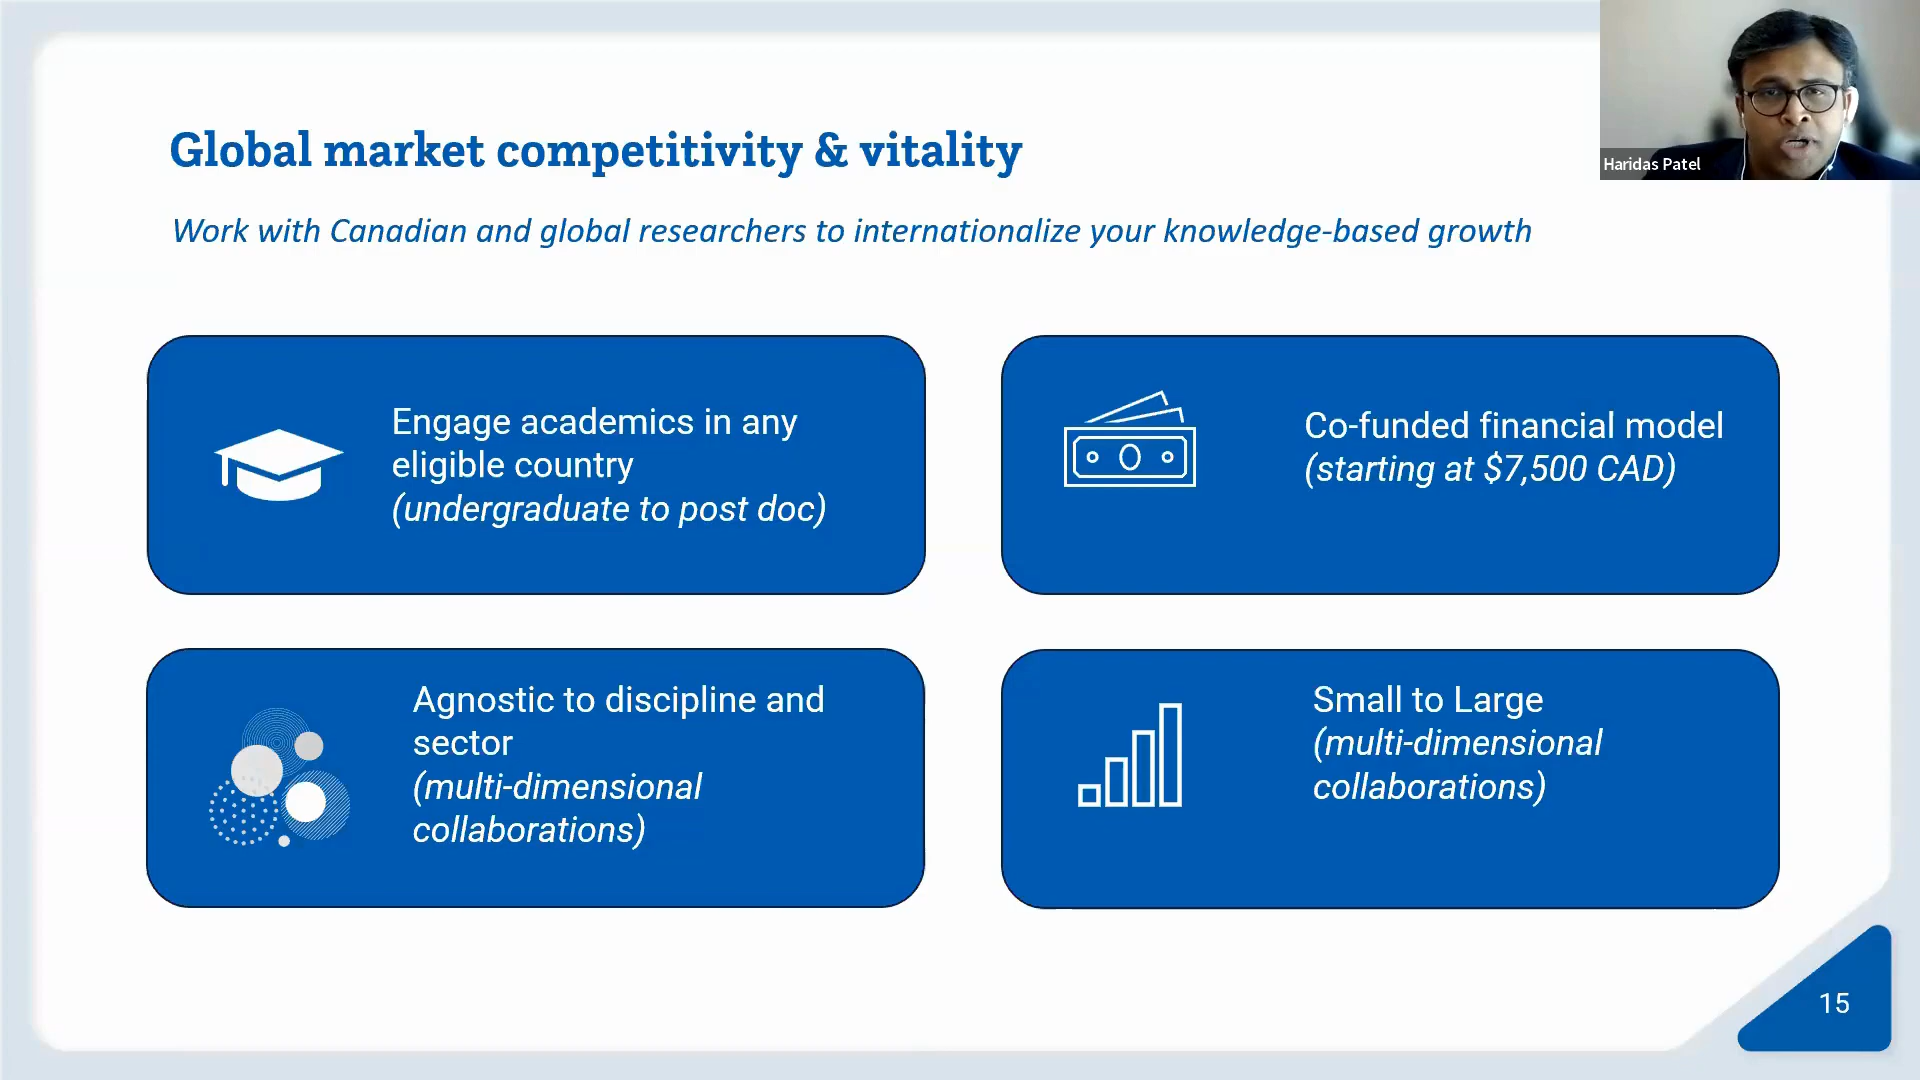 Global market competitivity & vitality
Haridas Patel
Work with Canadian and global researchers to internationalize your knowledge-based growth
Engage academics in any
eligible country
(undergraduate to post doc)
Co-funded financial model
(starting at $7,500 CAD)
Agnostic to discipline and
sector
(multi-dimensional
collaborations)
Small to Large
(multi-dimensional
collaborations)
15